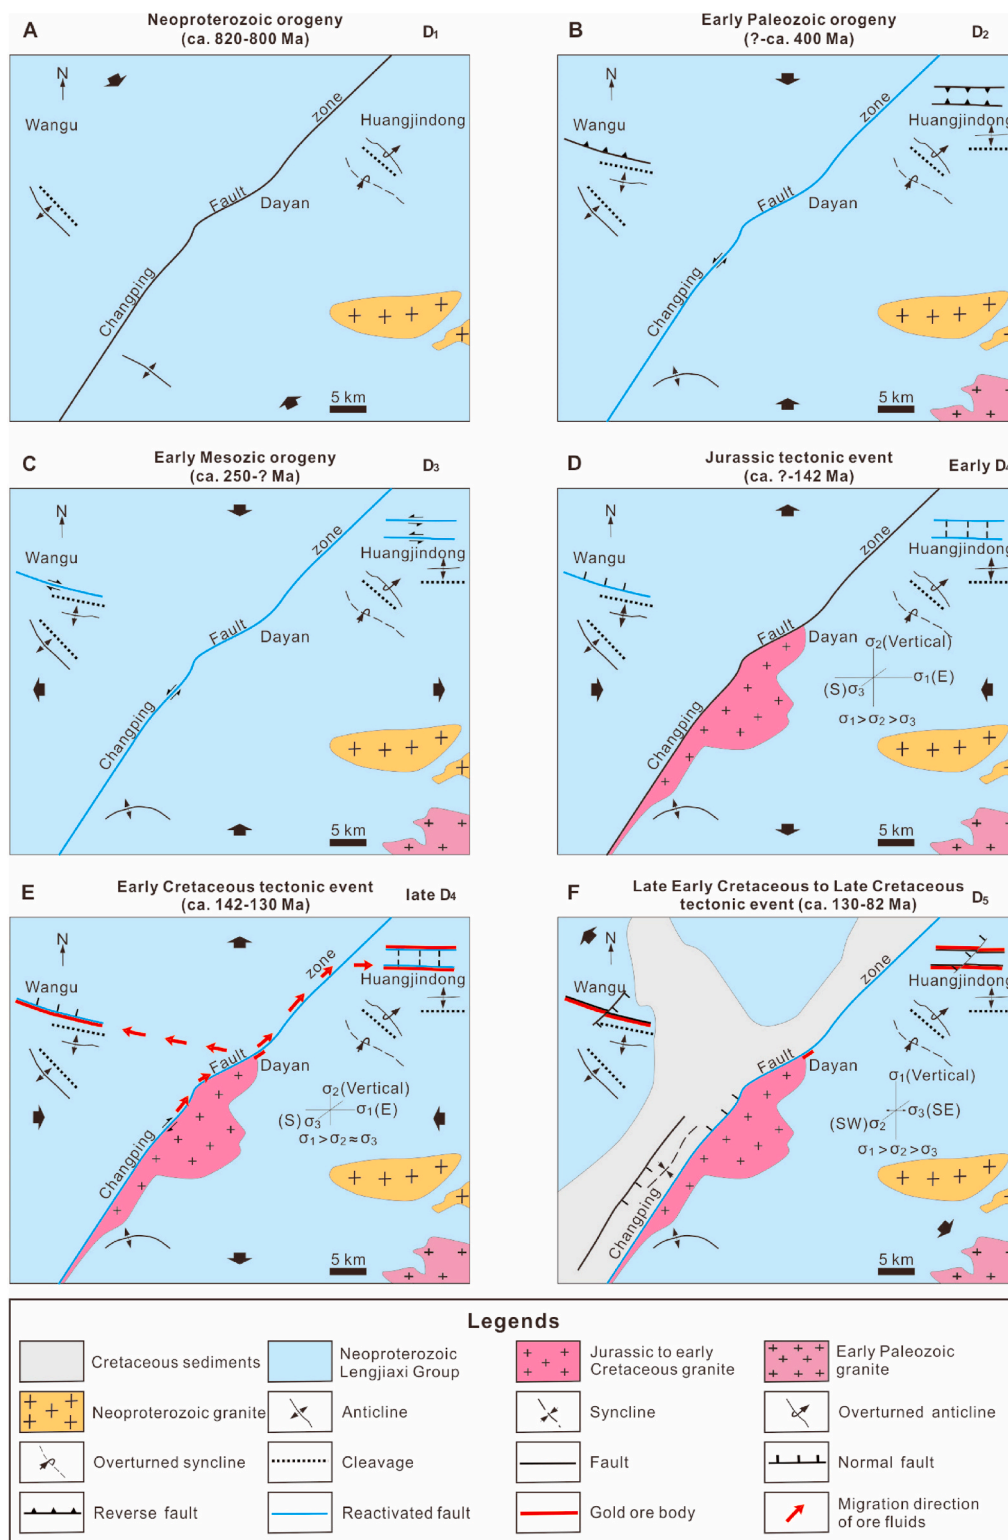 A
Neoproterozoic orogeny
(ca. 820-800 Ma)
D1
N
Wangu
zone
Huangjindong
Fault
Dayan
Changping
5 km
B
Early Paleozoic orogeny
(?-ca. 400 Ma)
D2
N
Wangu
zone
Huangjindong
Fault
Dayan
Changping
5 km
C
Early Mesozic orogeny
(ca. 250-? Ma)
D3
N
Wangu
zone
Huangjindong
Fault
Dayan
Changping
5 km
D
Jurassic tectonic event
(ca. ?-142 Ma)
Early D4
N
Wangu
zone
Huangjindong
Fault
Dayan
σ2(Vertical)
σ1(E)
(S)σ3
σ1>σ2>σ3
Changping
5 km
E
Early Cretaceous tectonic event
(ca. 142-130 Ma)
late D4
N
Wangu
zone
Huangjindong
Fault
Dayan
σ2(Vertical)
σ1(E)
(S)σ3
σ1>σ2≈σ3
Changping
5 km
F
Late Early Cretaceous to Late Cretaceous
tectonic event (ca. 130-82 Ma)
D5
N
Wangu
zone
Huangjindong
Fault
Dayan
σ1(Vertical)
σ3(SE)
(SW)σ2
σ1>σ2>σ3
Changping
5 km
Legends
Cretaceous sediments
Neoproterozoic
Lengjiaxi Group
Jurassic to early
Cretaceous granite
Early Paleozoic
granite
Neoproterozoic granite
Anticline
Syncline
Overturned anticline
Overturned syncline
Cleavage
Fault
Normal fault
Reverse fault
Reactivated fault
Gold ore body
Migration direction
of ore fluids